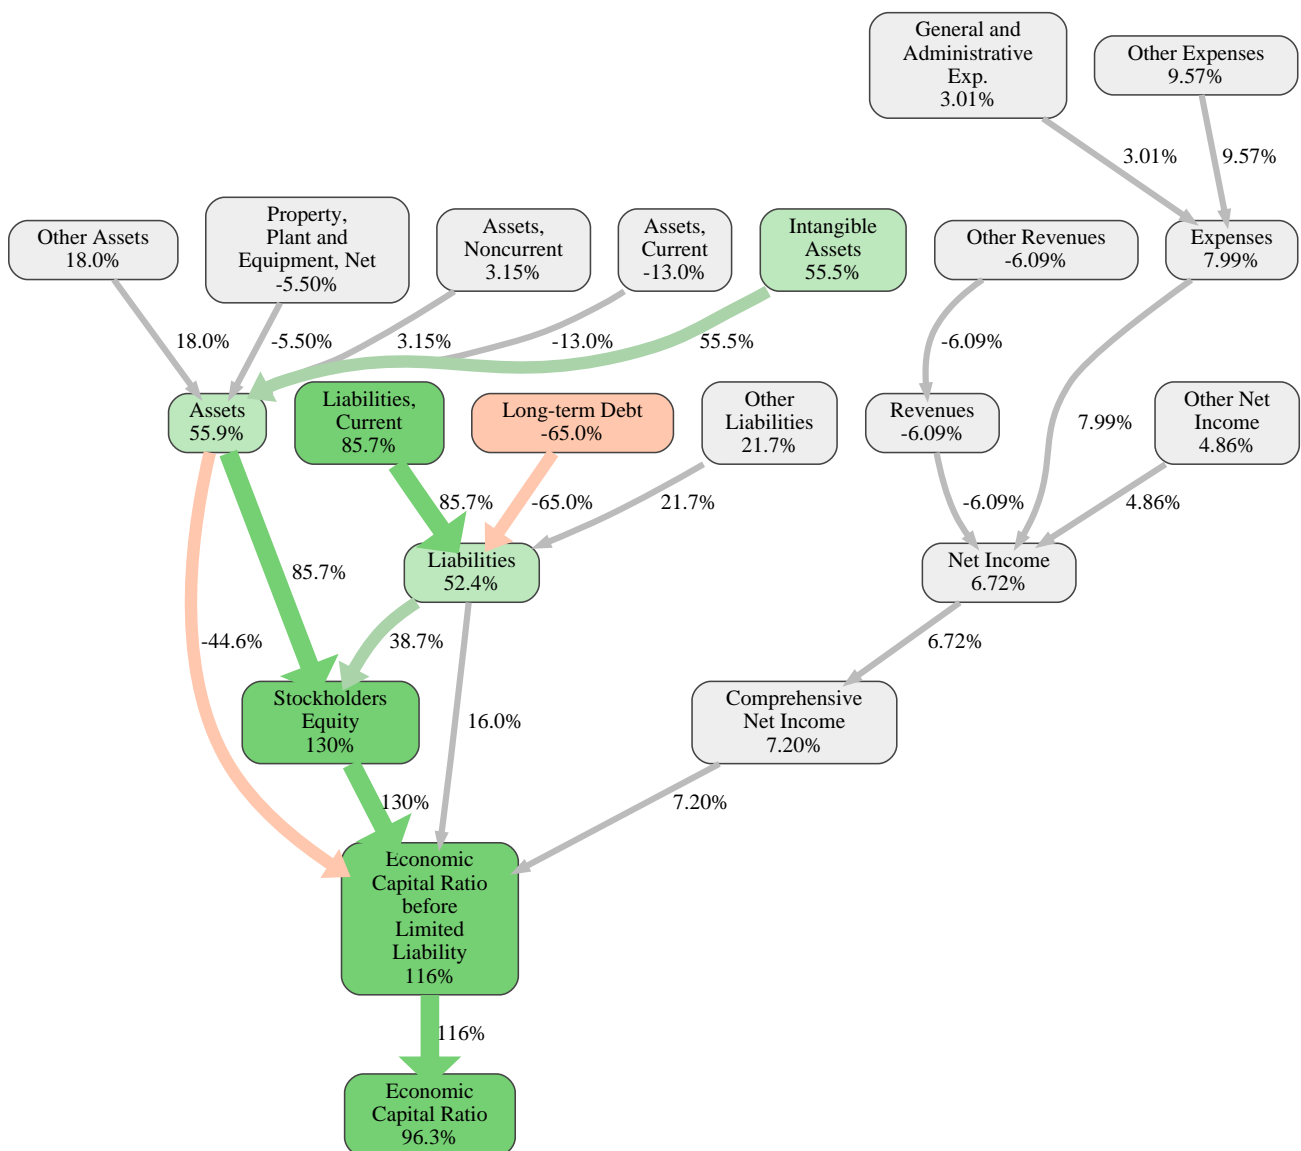 General and
Administrative
Exp.
3.01%
Other Expenses
9.57%
3.01%
9.57%
Other Assets
18.0%
Property,
Plant and
Equipment, Net
-5.50%
Assets,
Noncurrent
3.15%
Assets,
Current
-13.0%
Intangible
Assets
55.5%
Other Revenues
-6.09%
Expenses
7.99%
18.0%
-5.50%
3.15%
-13.0%
55.5%
-6.09%
Assets
55.9%
Liabilities,
Current
85.7%
Long-term Debt
-65.0%
Other
Liabilities
21.7%
Revenues
-6.09%
7.99%
Other Net
Income
4.86%
85.7%
-65.0%
21.7%
-6.09%
4.86%
Liabilities
52.4%
Net Income
6.72%
85.7%
-44.6%
38.7%
6.72%
Stockholders
Equity
130%
16.0%
Comprehensive
Net Income
7.20%
130%
7.20%
Economic
Capital Ratio
before
Limited
Liability
116%
116%
Economic
Capital Ratio
96.3%